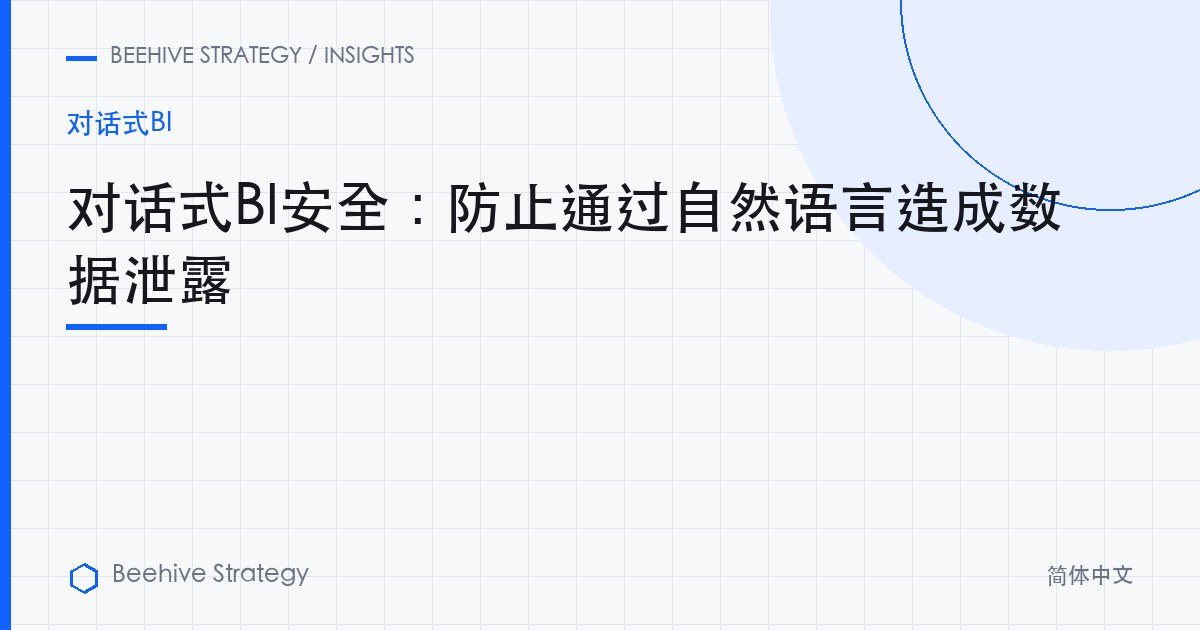 BEEHIVE STRATEGY / INSIGHTS
对话式BI
对话式BI安全：防止通过自然语言造成数
据泄露
Beehive Strategy
简体中文